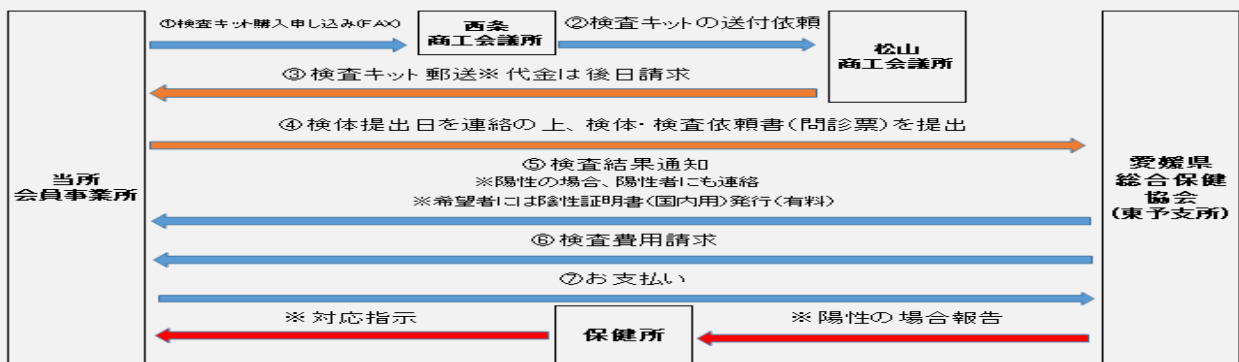 ①検査キット購入申し込み(FAX)
西条
商工会議所
②検査キットの送付依頼
松山
商工会議所
③検査キット郵送※代金は後日請求
④検体提出日を連絡の上、検体・検査依頼書(問診票)を提出
当所
会員事業所
愛媛県
総合保健
協会
(東予支所)
⑤検査結果通知
※陽性の場合、陽性者にも連絡
※希望者には陰性証明書(国内用)発行(有料)
⑥検査費用請求
⑦お支払い
※対応指示
保健所
※陽性の場合報告